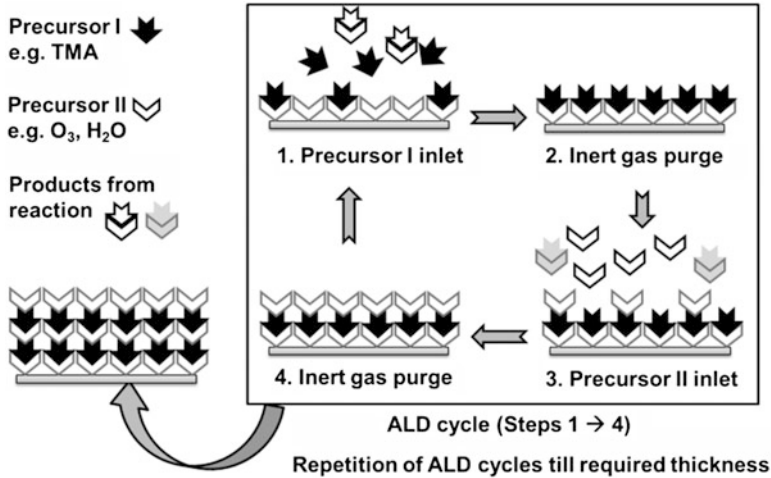 Precursor I
e.g. TMA
Precursor II
e.g. O₃, H₂O
Products from
reaction
1. Precursor I inlet
2. Inert gas purge
3. Precursor II inlet
4. Inert gas purge
ALD cycle (Steps 1 → 4)
Repetition of ALD cycles till required thickness